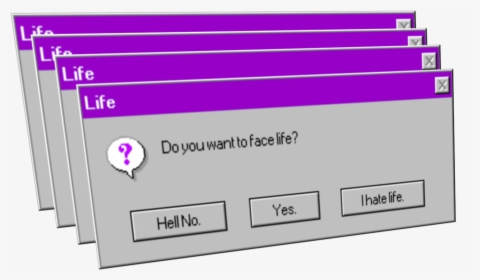 Life
Life
Life
Life
Do you want to face life?
Hell No.
Yes.
I hate life.